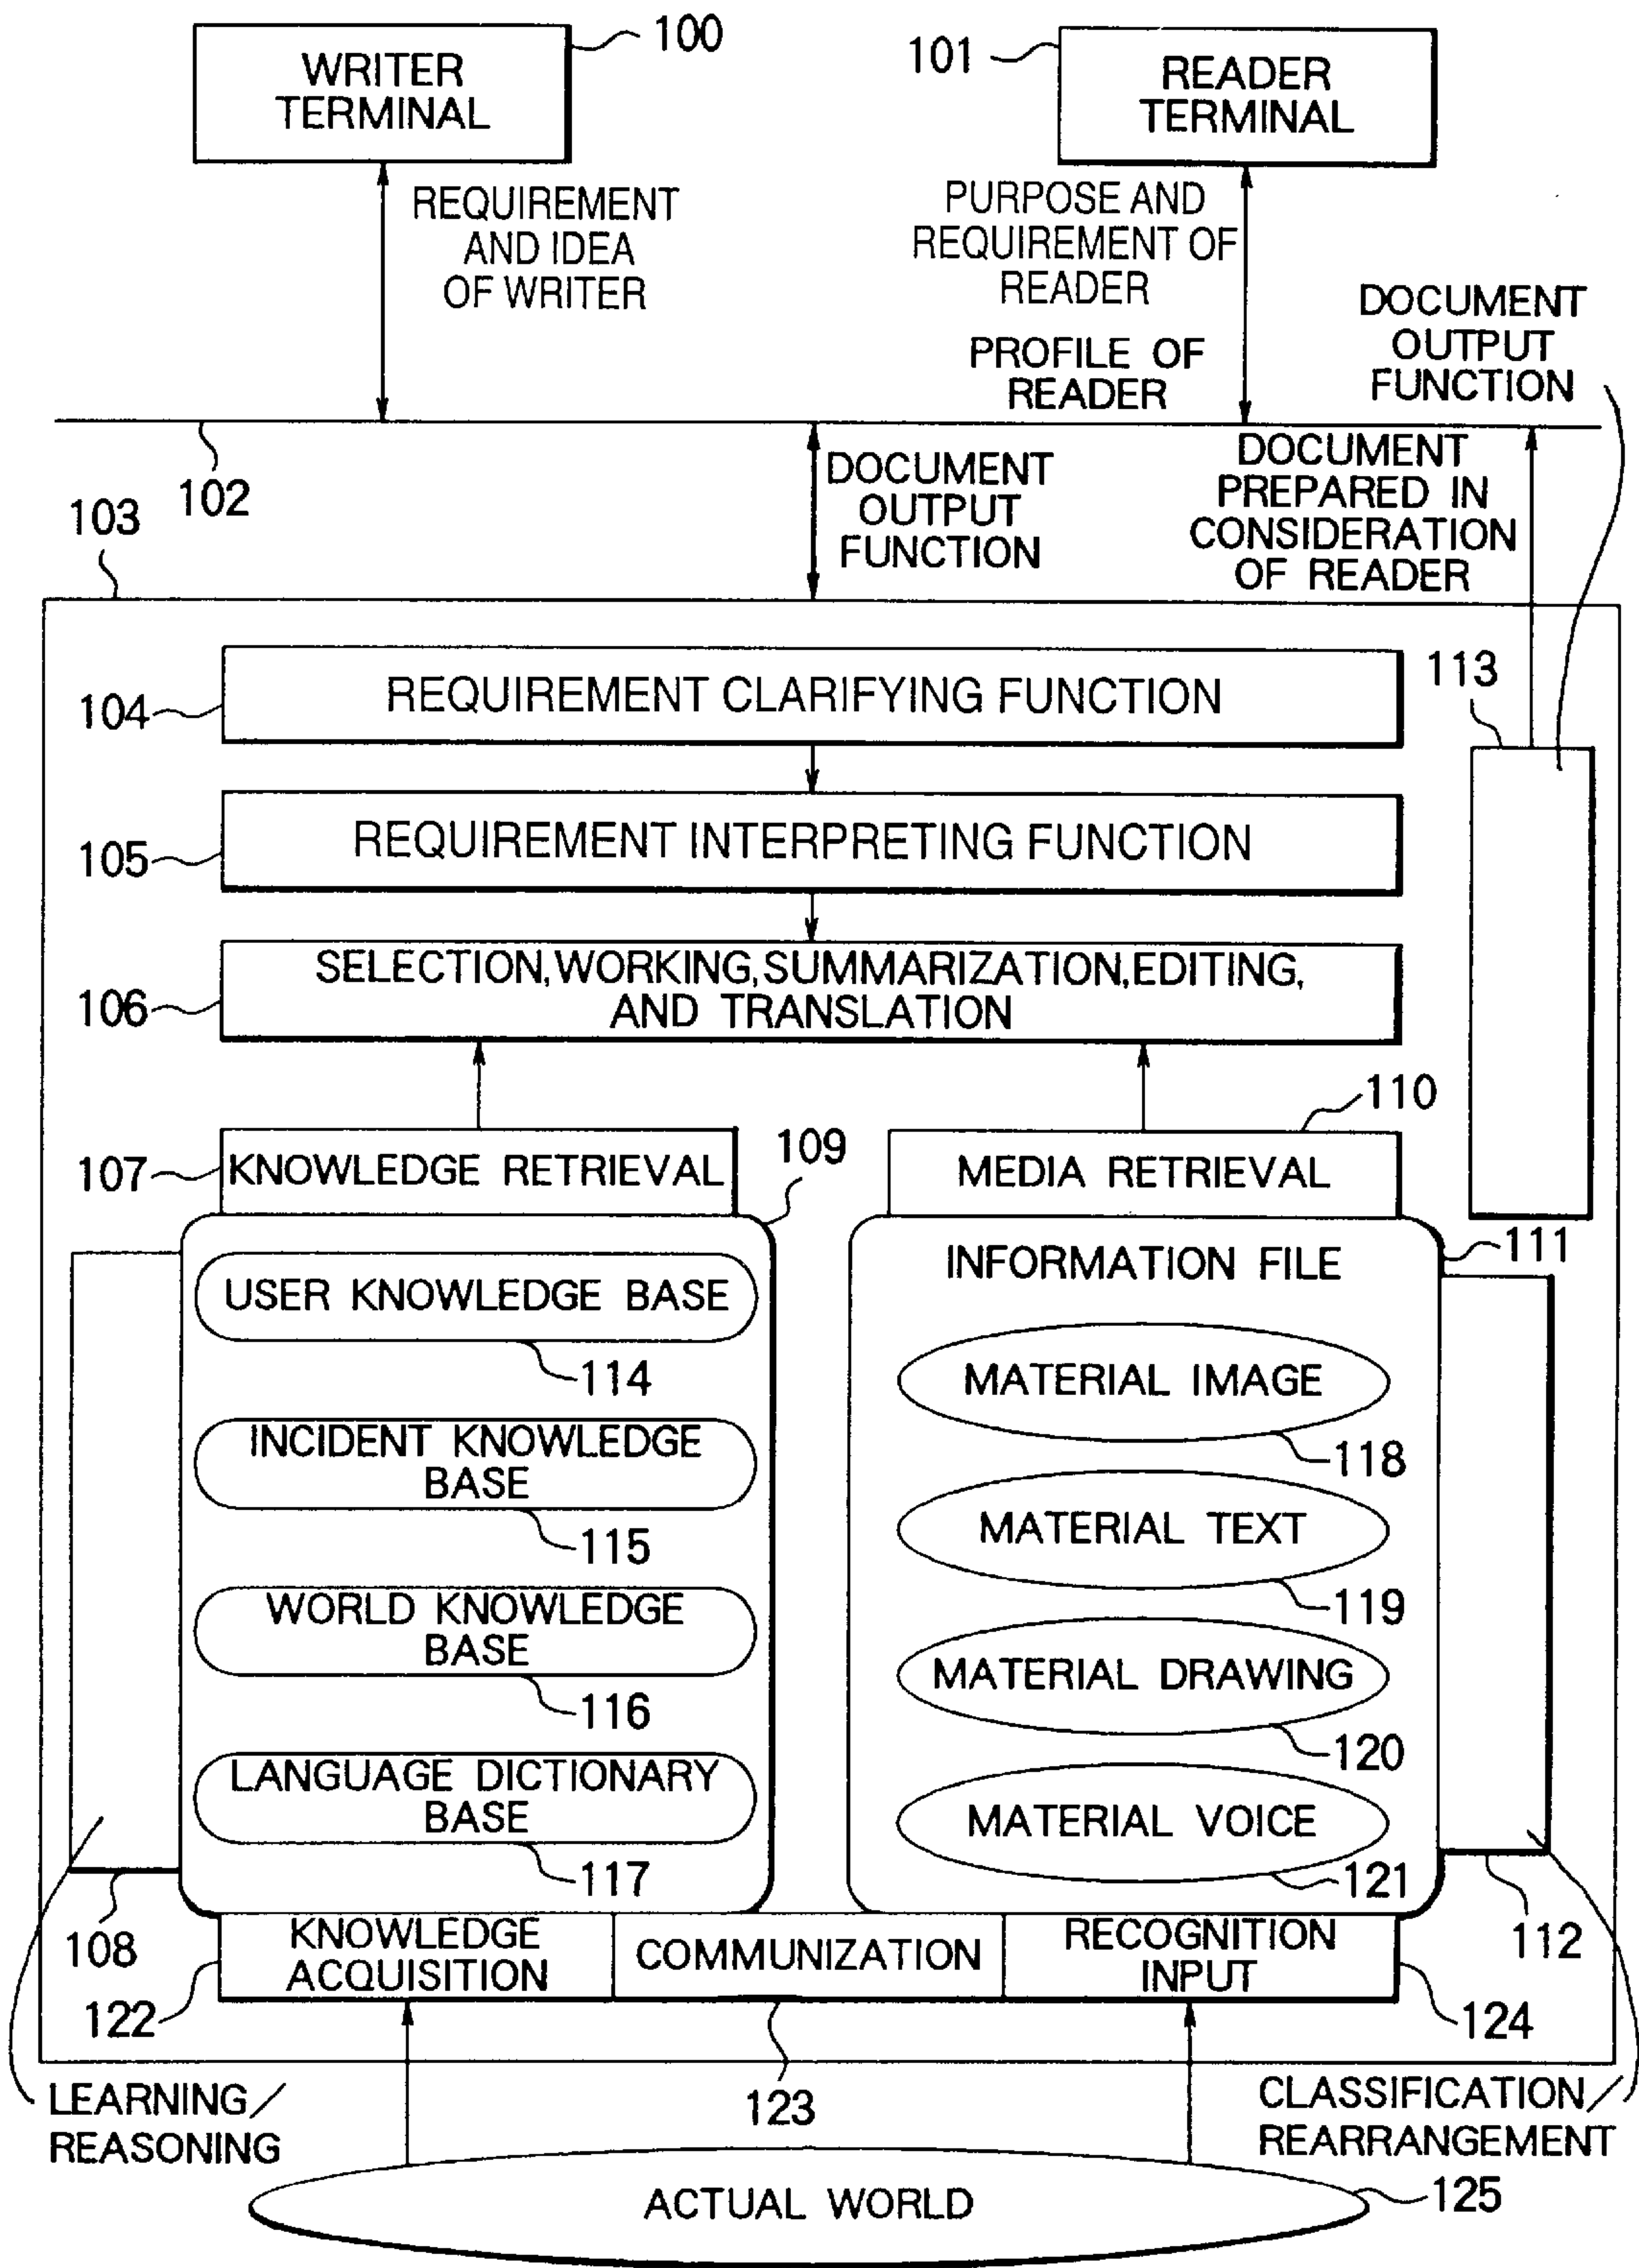 WRITER
TERMINAL
100
101
READER
TERMINAL
REQUIREMENT
AND IDEA
OF WRITER
PURPOSE AND
REQUIREMENT OF
READER
PROFILE OF
READER
DOCUMENT
OUTPUT
FUNCTION
102
103
DOCUMENT
OUTPUT
FUNCTION
DOCUMENT
PREPARED IN
CONSIDERATION
OF READER
104
REQUIREMENT CLARIFYING FUNCTION
113
105
REQUIREMENT INTERPRETING FUNCTION
106
SELECTION,WORKING,SUMMARIZATION,EDITING,
AND TRANSLATION
107
KNOWLEDGE RETRIEVAL
109
MEDIA RETRIEVAL
110
USER KNOWLEDGE BASE
114
INCIDENT KNOWLEDGE
BASE
115
WORLD KNOWLEDGE
BASE
116
LANGUAGE DICTIONARY
BASE
117
INFORMATION FILE
111
MATERIAL IMAGE
118
MATERIAL TEXT
119
MATERIAL DRAWING
120
MATERIAL VOICE
121
108
112
KNOWLEDGE
ACQUISITION
122
COMMUNIZATION
123
RECOGNITION
INPUT
124
LEARNING/
REASONING
CLASSIFICATION/
REARRANGEMENT
ACTUAL WORLD
125